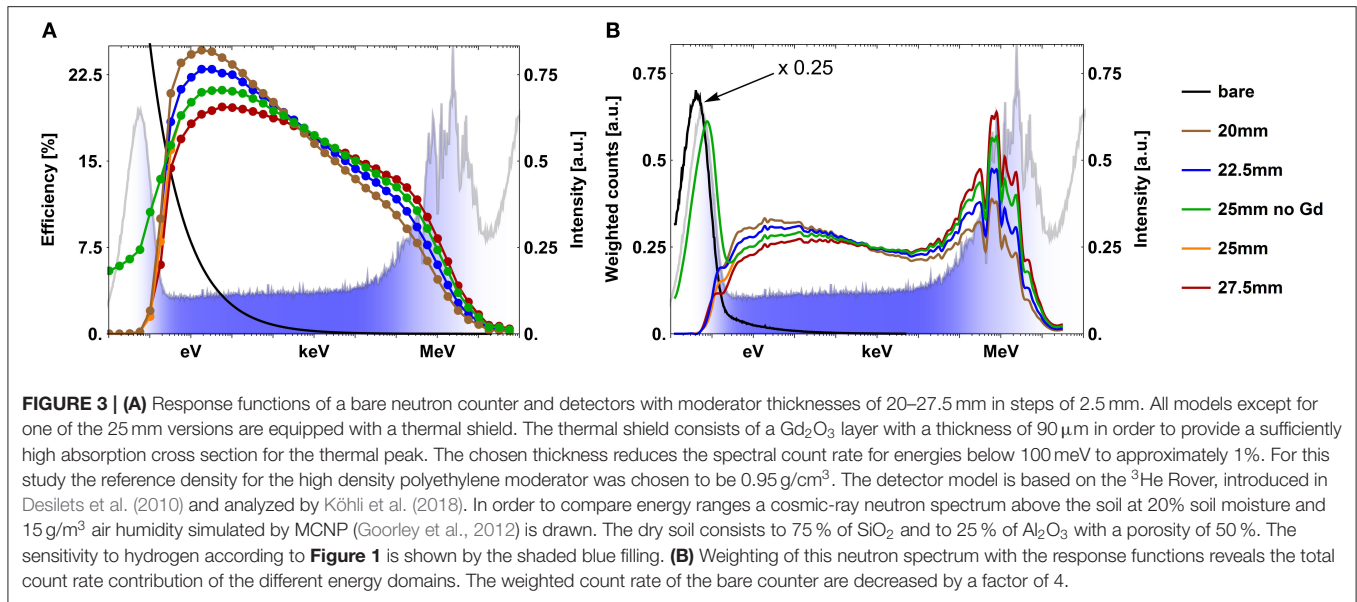 A
B
22.5
15.
7.5
0.
Efficiency [%]
0.75
0.5
0.25
0.
Intensity [a.u.]
eV
keV
MeV
x 0.25
0.75
0.5
0.25
0.
Weighted counts [a.u.]
0.75
0.5
0.25
0.
Intensity [a.u.]
eV
keV
MeV
bare
20mm
22.5mm
25mm no Gd
25mm
27.5mm
FIGURE 3 | (A) Response functions of a bare neutron counter and detectors with moderator thicknesses of 20–27.5 mm in steps of 2.5 mm. All models except for
one of the 25 mm versions are equipped with a thermal shield. The thermal shield consists of a Gd₂O₃ layer with a thickness of 90 μm in order to provide a sufficiently
high absorption cross section for the thermal peak. The chosen thickness reduces the spectral count rate for energies below 100 meV to approximately 1%. For this
study the reference density for the high density polyethylene moderator was chosen to be 0.95 g/cm³. The detector model is based on the ³He Rover, introduced in
Desilets et al. (2010) and analyzed by Köhli et al. (2018). In order to compare energy ranges a cosmic-ray neutron spectrum above the soil at 20% soil moisture and
15 g/m³ air humidity simulated by MCNP (Goorley et al., 2012) is drawn. The dry soil consists to 75 % of SiO₂ and to 25 % of Al₂O₃ with a porosity of 50 %. The
sensitivity to hydrogen according to Figure 1 is shown by the shaded blue filling. (B) Weighting of this neutron spectrum with the response functions reveals the total
count rate contribution of the different energy domains. The weighted count rate of the bare counter are decreased by a factor of 4.